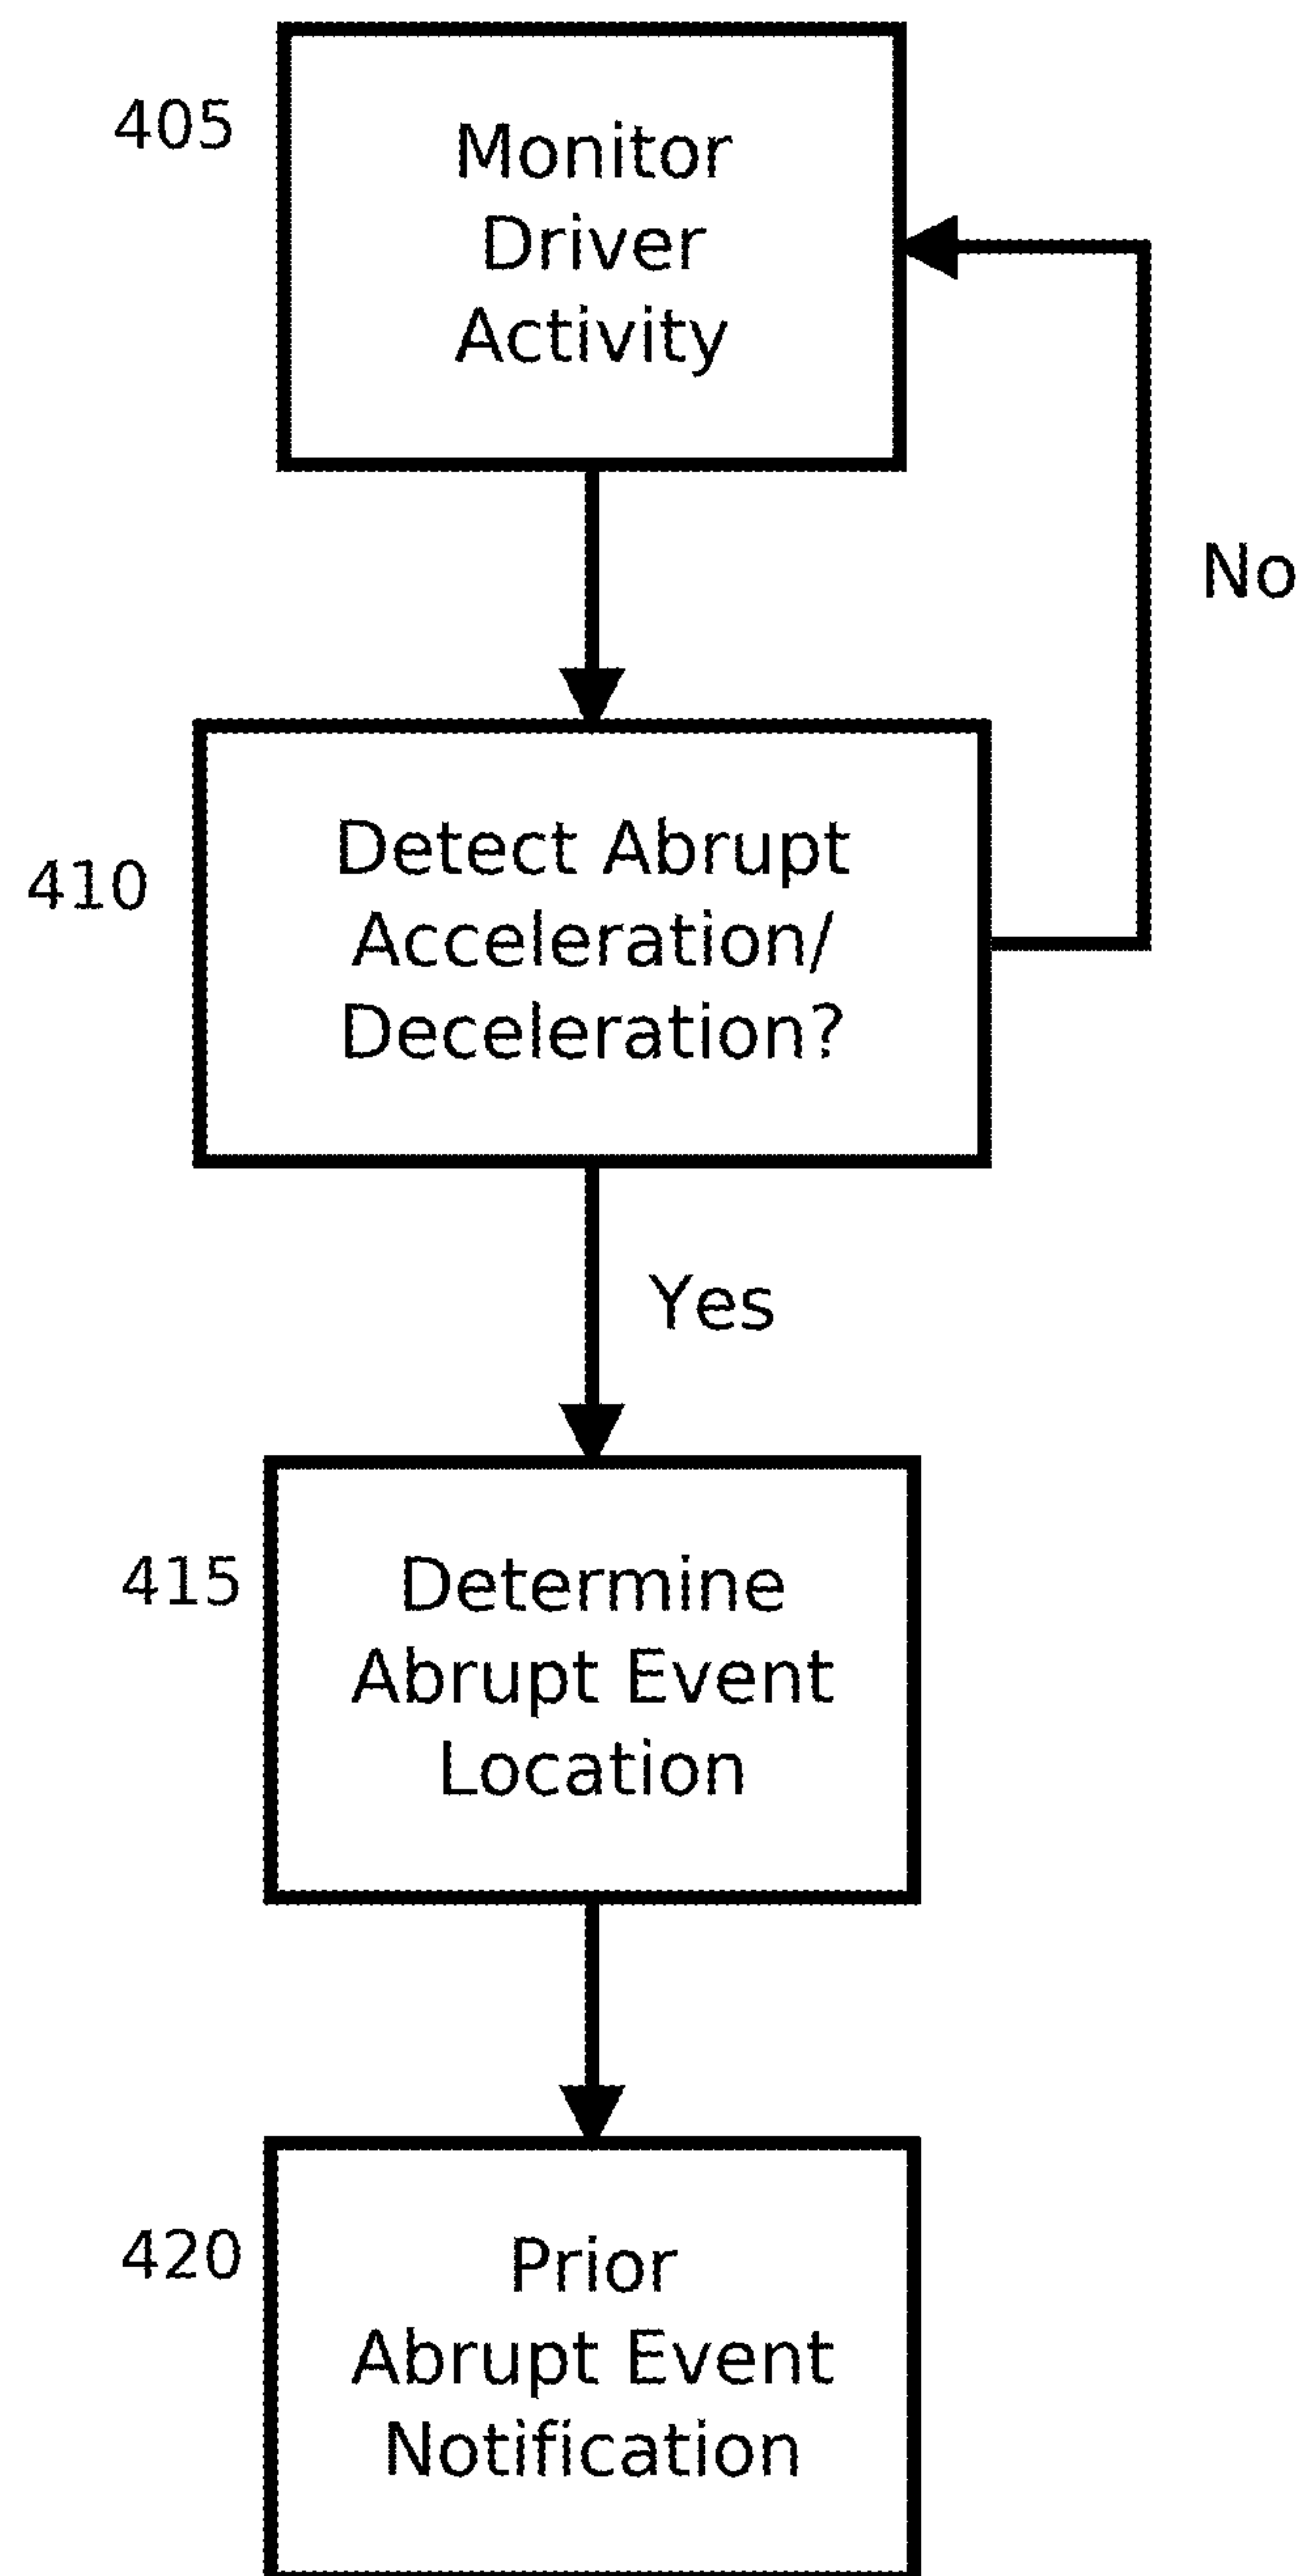 405
Monitor
Driver
Activity
No
410
Detect Abrupt
Acceleration/
Deceleration?
Yes
415
Determine
Abrupt Event
Location
420
Prior
Abrupt Event
Notification